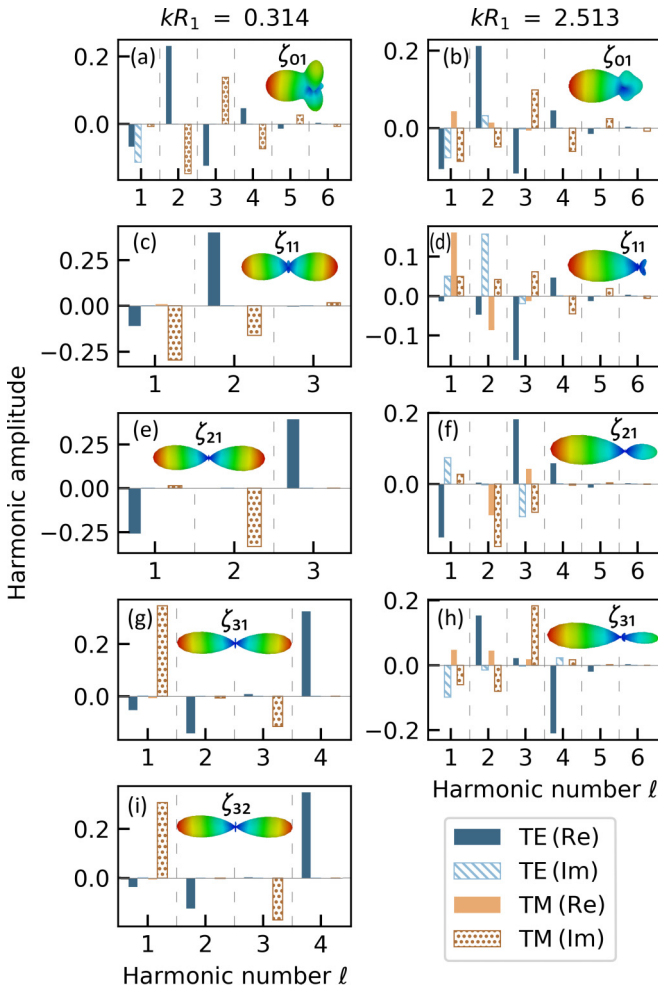 kR₁ = 0.314
kR₁ = 2.513
(a)
ζ₀₁
0.2
0.0
1 2 3 4 5 6
(b)
ζ₀₁
0.2
0.0
1 2 3 4 5 6
(c)
ζ₁₁
0.25
0.00
−0.25
1 2 3
(d)
ζ₁₁
0.1
0.0
−0.1
1 2 3 4 5 6
(e)
ζ₂₁
0.25
0.00
−0.25
1 2 3
(f)
ζ₂₁
0.2
0.0
1 2 3 4 5 6
(g)
ζ₃₁
0.2
0.0
1 2 3 4
(h)
ζ₃₁
0.2
0.0
−0.2
1 2 3 4 5 6
Harmonic number ℓ
(i)
ζ₃₂
0.2
0.0
1 2 3 4
Harmonic number ℓ
Harmonic amplitude
TE (Re)
TE (Im)
TM (Re)
TM (Im)